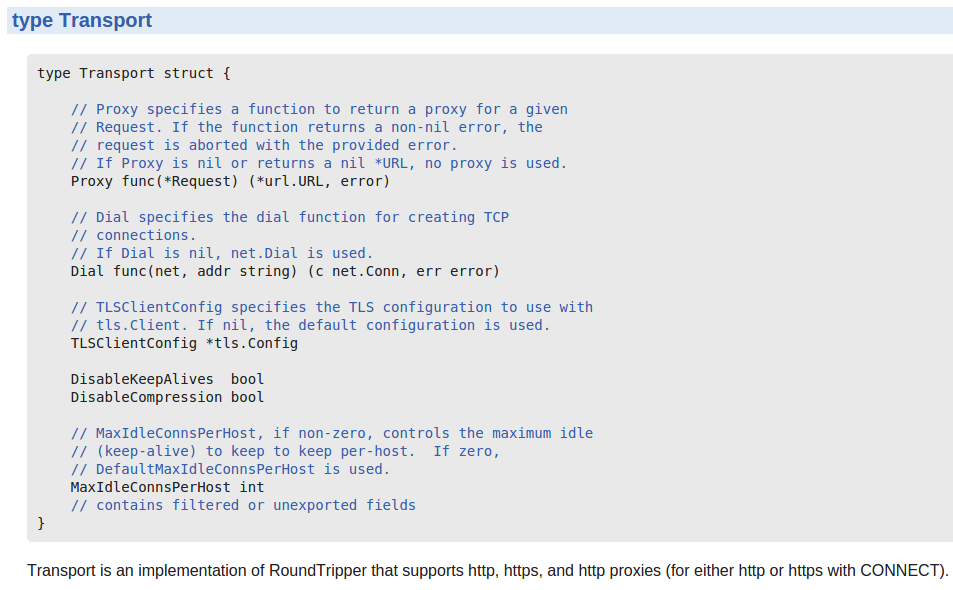 type Transport
type Transport struct {
// Proxy specifies a function to return a proxy for a given
// Request. If the function returns a non-nil error, the
// request is aborted with the provided error.
// If Proxy is nil or returns a nil *URL, no proxy is used.
Proxy func(*Request) (*url.URL, error)
// Dial specifies the dial function for creating TCP
// connections.
// If Dial is nil, net.Dial is used.
Dial func(net, addr string) (c net.Conn, err error)
// TLSClientConfig specifies the TLS configuration to use with
// tls.Client. If nil, the default configuration is used.
TLSClientConfig *tls.Config
DisableKeepAlives  bool
DisableCompression bool
// MaxIdleConnsPerHost, if non-zero, controls the maximum idle
// (keep-alive) to keep to keep per-host.  If zero,
// DefaultMaxIdleConnsPerHost is used.
MaxIdleConnsPerHost int
// contains filtered or unexported fields
}
Transport is an implementation of RoundTripper that supports http, https, and http proxies (for either http or https with CONNECT).